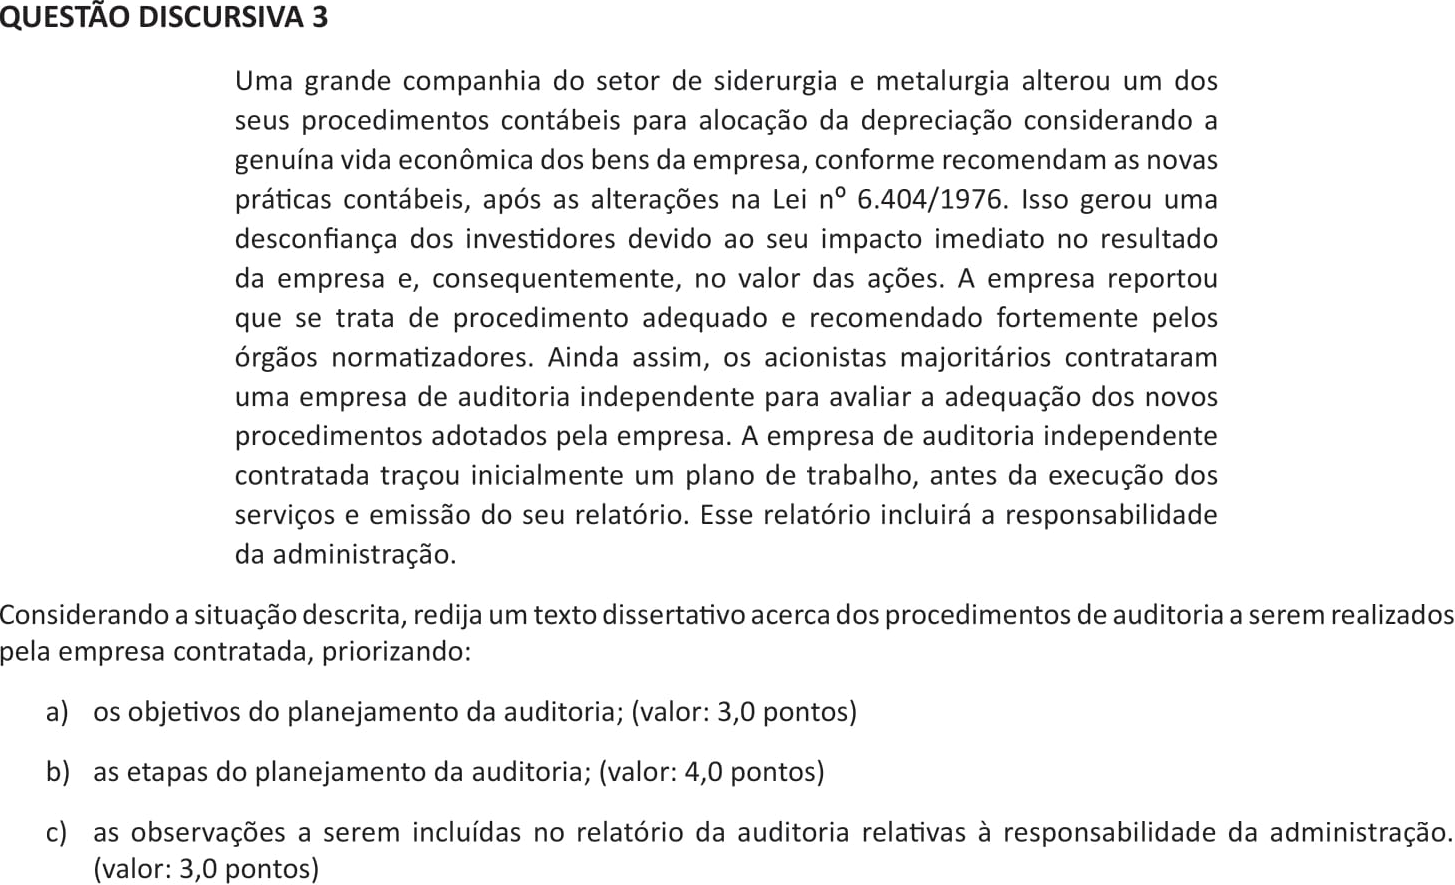 QUESTÃO DISCURSIVA 3
Uma grande companhia do setor de siderurgia e metalurgia alterou um dos
seus procedimentos contábeis para alocação da depreciação considerando a
genuína vida econômica dos bens da empresa, conforme recomendam as novas
práticas contábeis, após as alterações na Lei nº 6.404/1976. Isso gerou uma
desconfiança dos investidores devido ao seu impacto imediato no resultado
da empresa e, consequentemente, no valor das ações. A empresa reportou
que se trata de procedimento adequado e recomendado fortemente pelos
órgãos normatizadores. Ainda assim, os acionistas majoritários contrataram
uma empresa de auditoria independente para avaliar a adequação dos novos
procedimentos adotados pela empresa. A empresa de auditoria independente
contratada traçou inicialmente um plano de trabalho, antes da execução dos
serviços e emissão do seu relatório. Esse relatório incluirá a responsabilidade
da administração.
Considerando a situação descrita, redija um texto dissertativo acerca dos procedimentos de auditoria a serem realizados
pela empresa contratada, priorizando:
a) os objetivos do planejamento da auditoria; (valor: 3,0 pontos)
b) as etapas do planejamento da auditoria; (valor: 4,0 pontos)
c) as observações a serem incluídas no relatório da auditoria relativas à responsabilidade da administração.
(valor: 3,0 pontos)